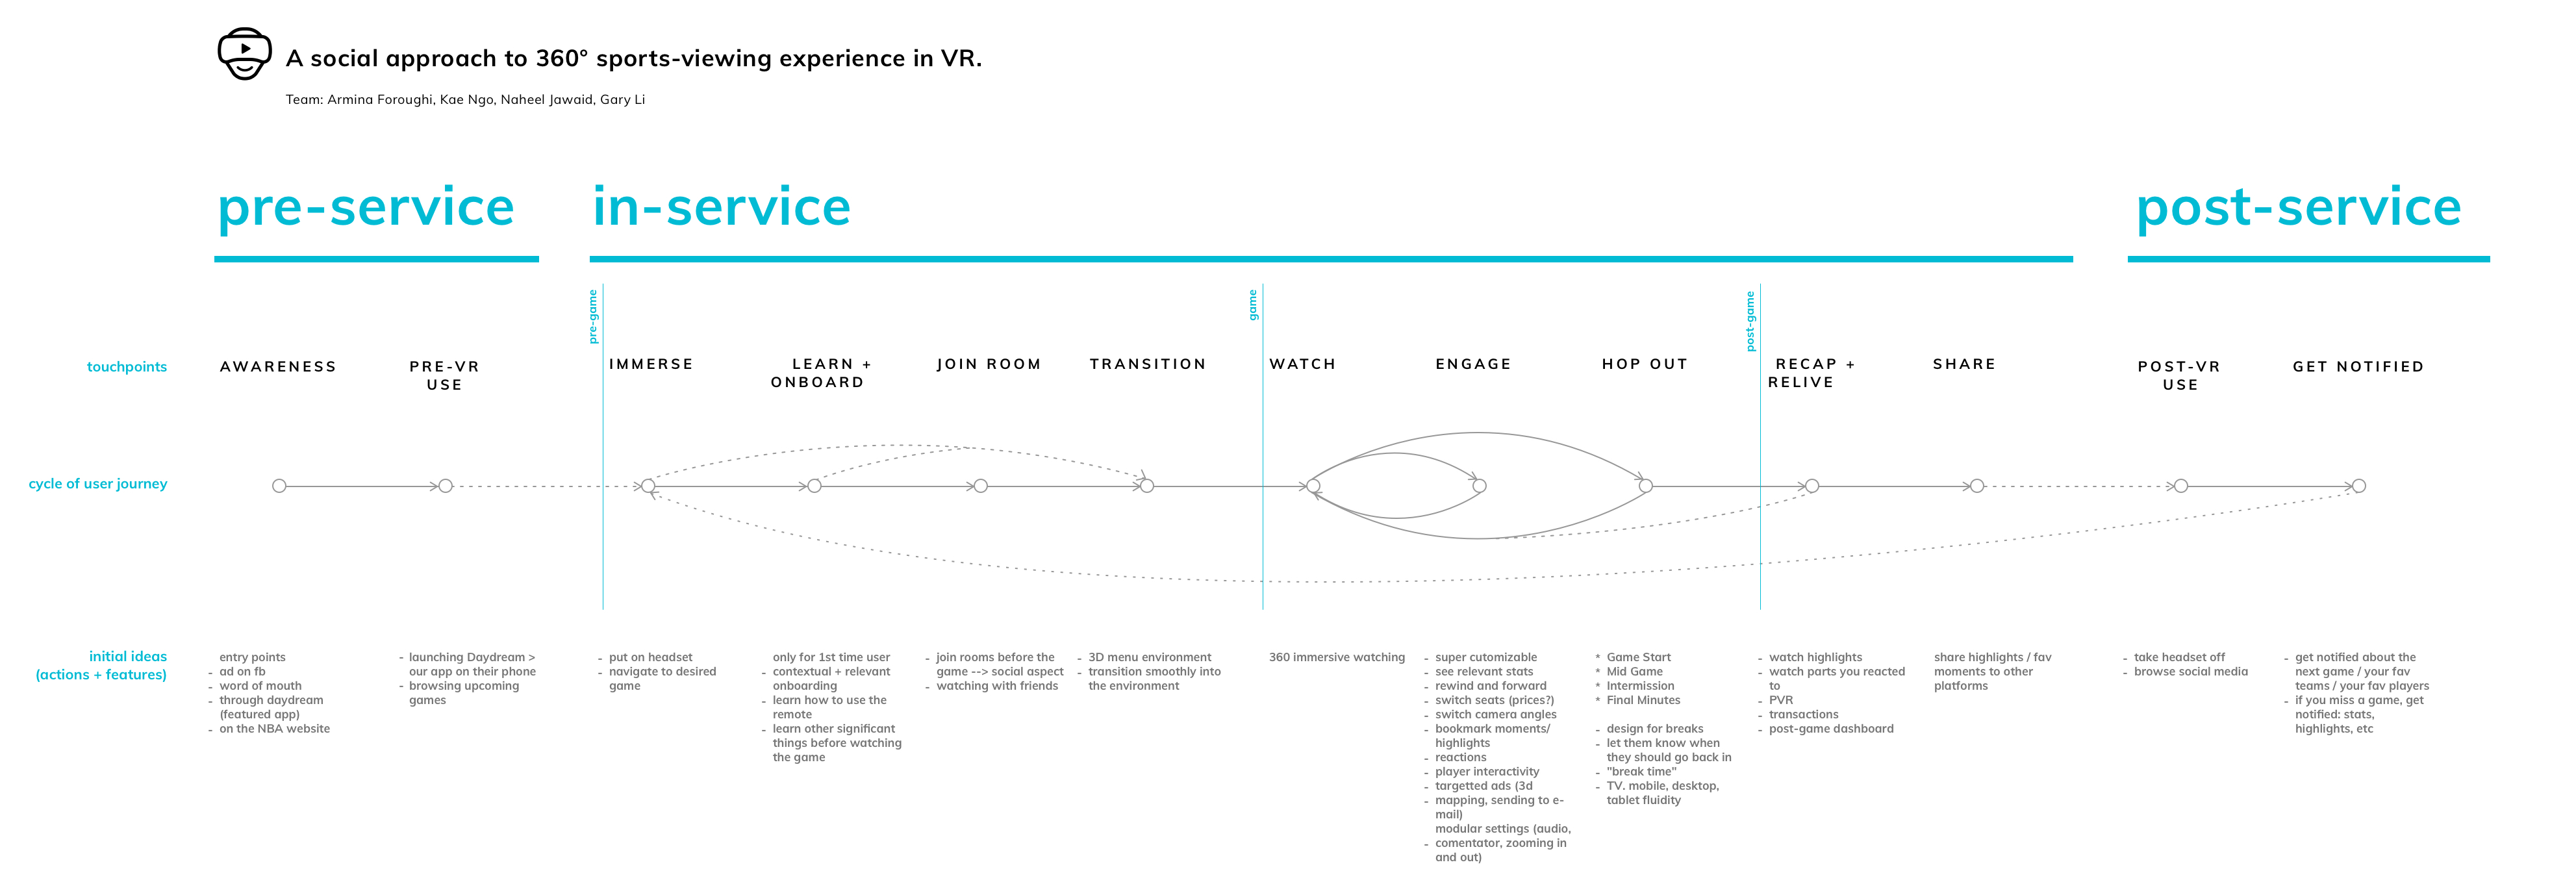 A social approach to 360° sports-viewing experience in VR.
Team: Armina Foroughi, Kae Ngo, Naheel Jawaid, Gary Li
pre-service
in-service
post-service
pre-game
game
post-game
touchpoints
AWARENESS
PRE-VR
USE
IMMERSE
LEARN +
ONBOARD
JOIN ROOM
TRANSITION
WATCH
ENGAGE
HOP OUT
RECAP +
RELIVE
SHARE
POST-VR
USE
GET NOTIFIED
cycle of user journey
initial ideas
(actions + features)
entry points
- ad on fb
- word of mouth
- through daydream
(featured app)
- on the NBA website
- launching Daydream >
our app on their phone
- browsing upcoming
games
- put on headset
- navigate to desired
game
only for 1st time user
- contextual + relevant
onboarding
- learn how to use the
remote
- learn other significant
things before watching
the game
- join rooms before the
game --> social aspect
- watching with friends
- 3D menu environment
- transition smoothly into
the environment
360 immersive watching
- super cutomizable
- see relevant stats
- rewind and forward
- switch seats (prices?)
- switch camera angles
- bookmark moments/
highlights
- reactions
- player interactivity
- targetted ads (3d
- mapping, sending to e-
mail)
modular settings (audio,
- comentator, zooming in
and out)
* Game Start
* Mid Game
* Intermission
* Final Minutes
- design for breaks
- let them know when
they should go back in
- "break time"
- TV. mobile, desktop,
tablet fluidity
- watch highlights
- watch parts you reacted
to
- PVR
- transactions
- post-game dashboard
share highlights / fav
moments to other
platforms
- take headset off
- browse social media
- get notified about the
next game / your fav
teams / your fav players
- if you miss a game, get
notified: stats,
highlights, etc